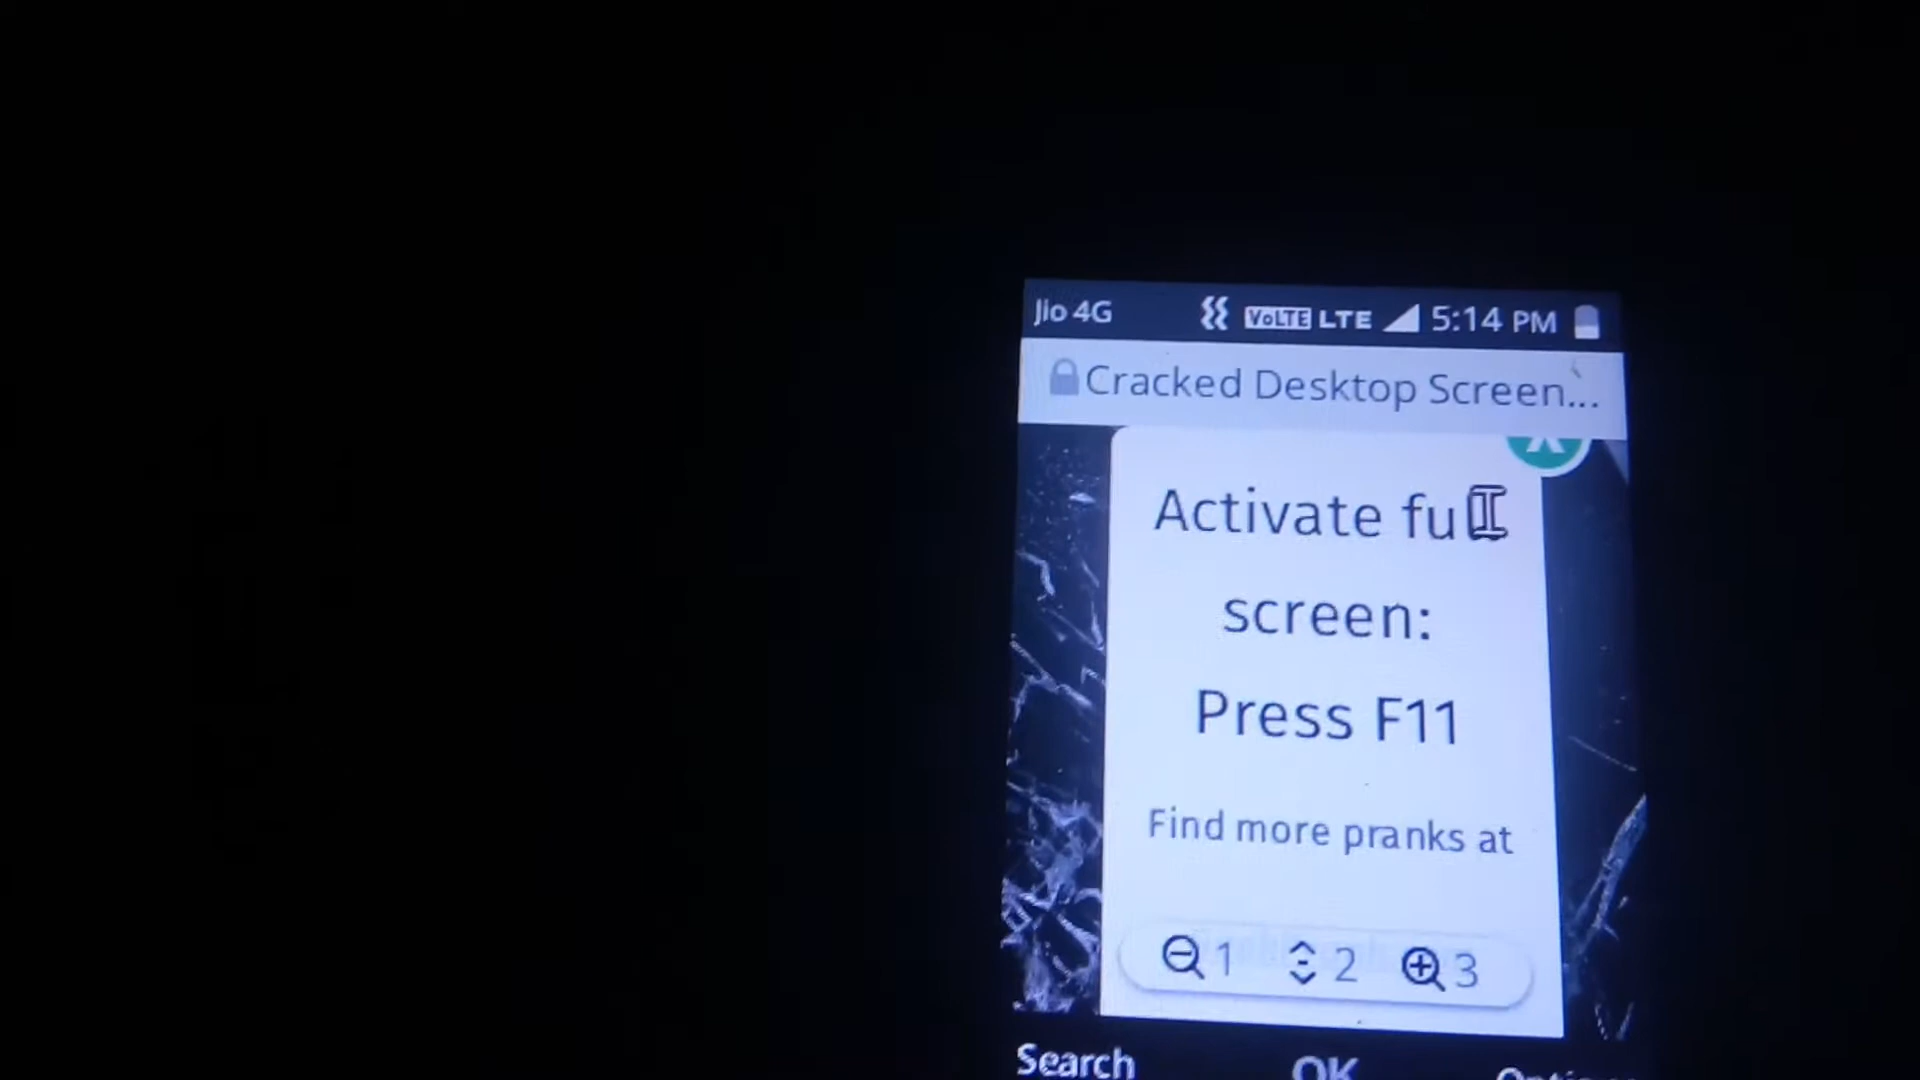 Jio 4G VoLTE LTE 5:14 PM
Cracked Desktop Screen...
Activate fu
screen:
Press F11
Find more pranks at
1 2 3
Search OK